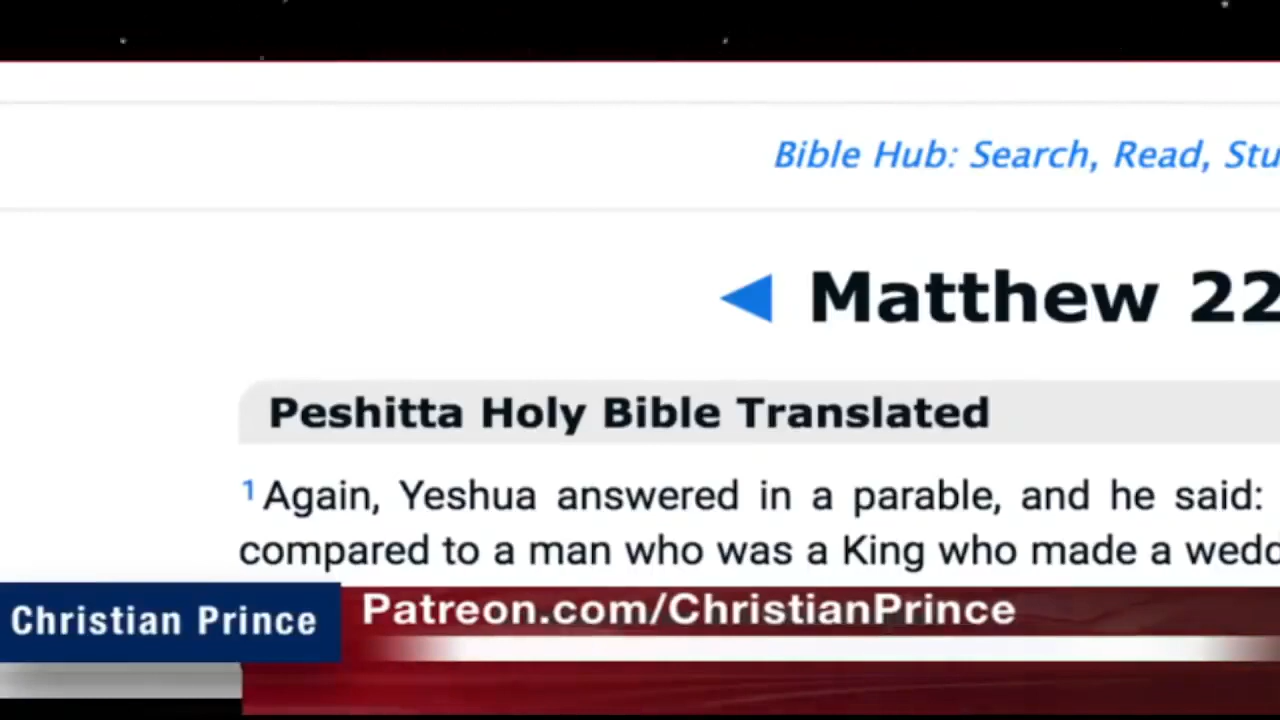 Bible Hub: Search, Read, Stu
Matthew 22
Peshitta Holy Bible Translated
1 Again, Yeshua answered in a parable, and he said:
compared to a man who was a King who made a wedd
Christian Prince
Patreon.com/ChristianPrince